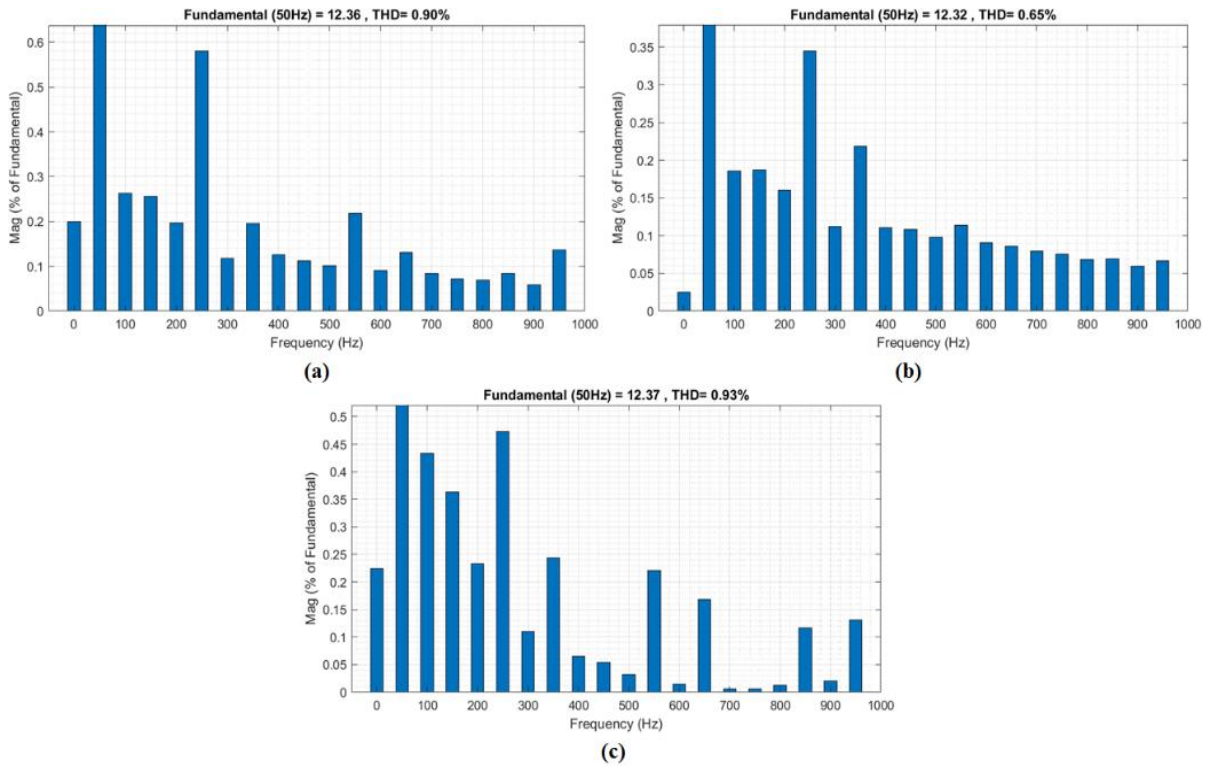 Fundamental (50Hz) = 12.36 , THD= 0.90%
Mag (% of Fundamental)
0.6
0.5
0.4
0.3
0.2
0.1
0
0 100 200 300 400 500 600 700 800 900 1000
Frequency (Hz)
(a)
Fundamental (50Hz) = 12.32 , THD= 0.65%
Mag (% of Fundamental)
0.35
0.3
0.25
0.2
0.15
0.1
0.05
0
0 100 200 300 400 500 600 700 800 900 1000
Frequency (Hz)
(b)
Fundamental (50Hz) = 12.37 , THD= 0.93%
Mag (% of Fundamental)
0.5
0.45
0.4
0.35
0.3
0.25
0.2
0.15
0.1
0.05
0
0 100 200 300 400 500 600 700 800 900 1000
Frequency (Hz)
(c)